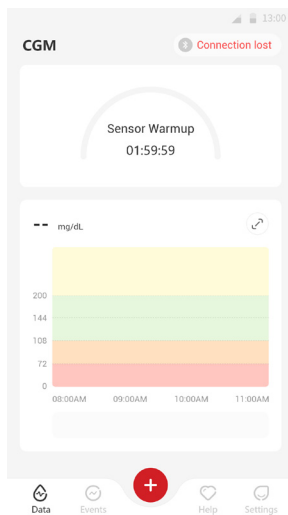 13:00
CGM
Connection lost
Sensor Warmup
01:59:59
-- mg/dL
200
144
108
72
0
08:00AM 09:00AM 10:00AM 11:00AM
Data Events Help Settings